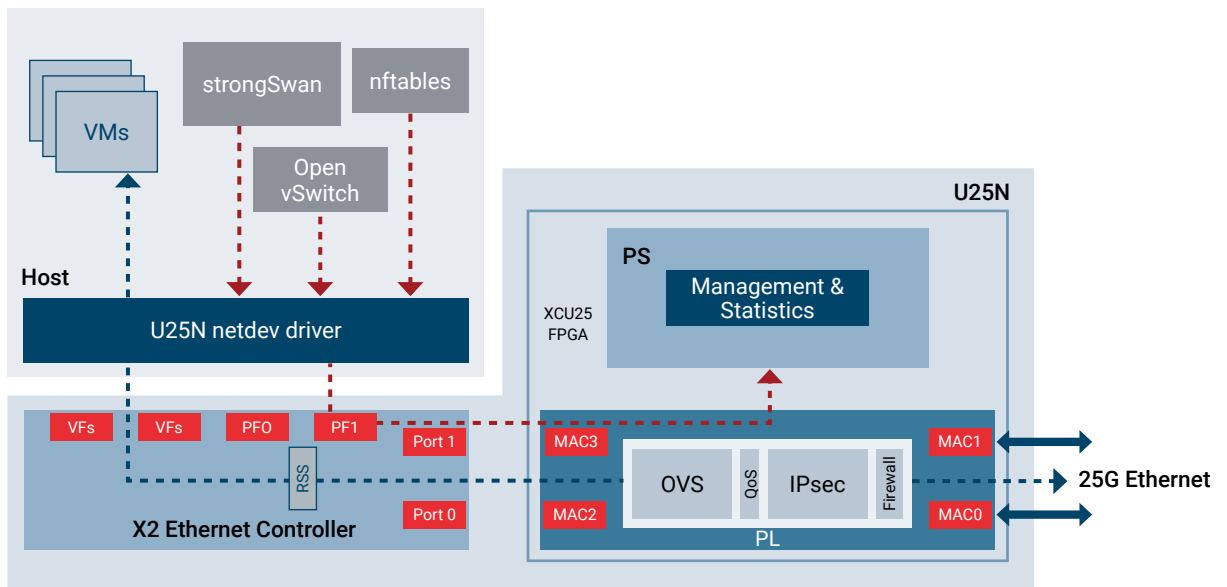 strongSwan
nftables
VMs
Open
vSwitch
U25N
PS
Host
Management &
Statistics
XCU25
FPGA
U25N netdev driver
VFs
VFs
PF0
PF1
Port 1
MAC3
MAC1
RSS
OVS
QoS
IPsec
Firewall
25G Ethernet
X2 Ethernet Controller
Port 0
MAC2
MAC0
PL